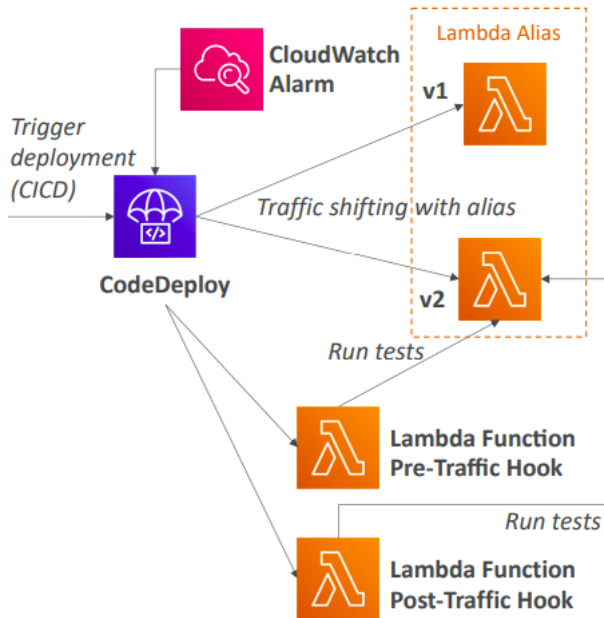 Lambda Alias
CloudWatch
Alarm
v1
Trigger
deployment
(CICD)
Traffic shifting with alias
</>
CodeDeploy
v2
Run tests
Lambda Function
Pre-Traffic Hook
Run tests
Lambda Function
Post-Traffic Hook